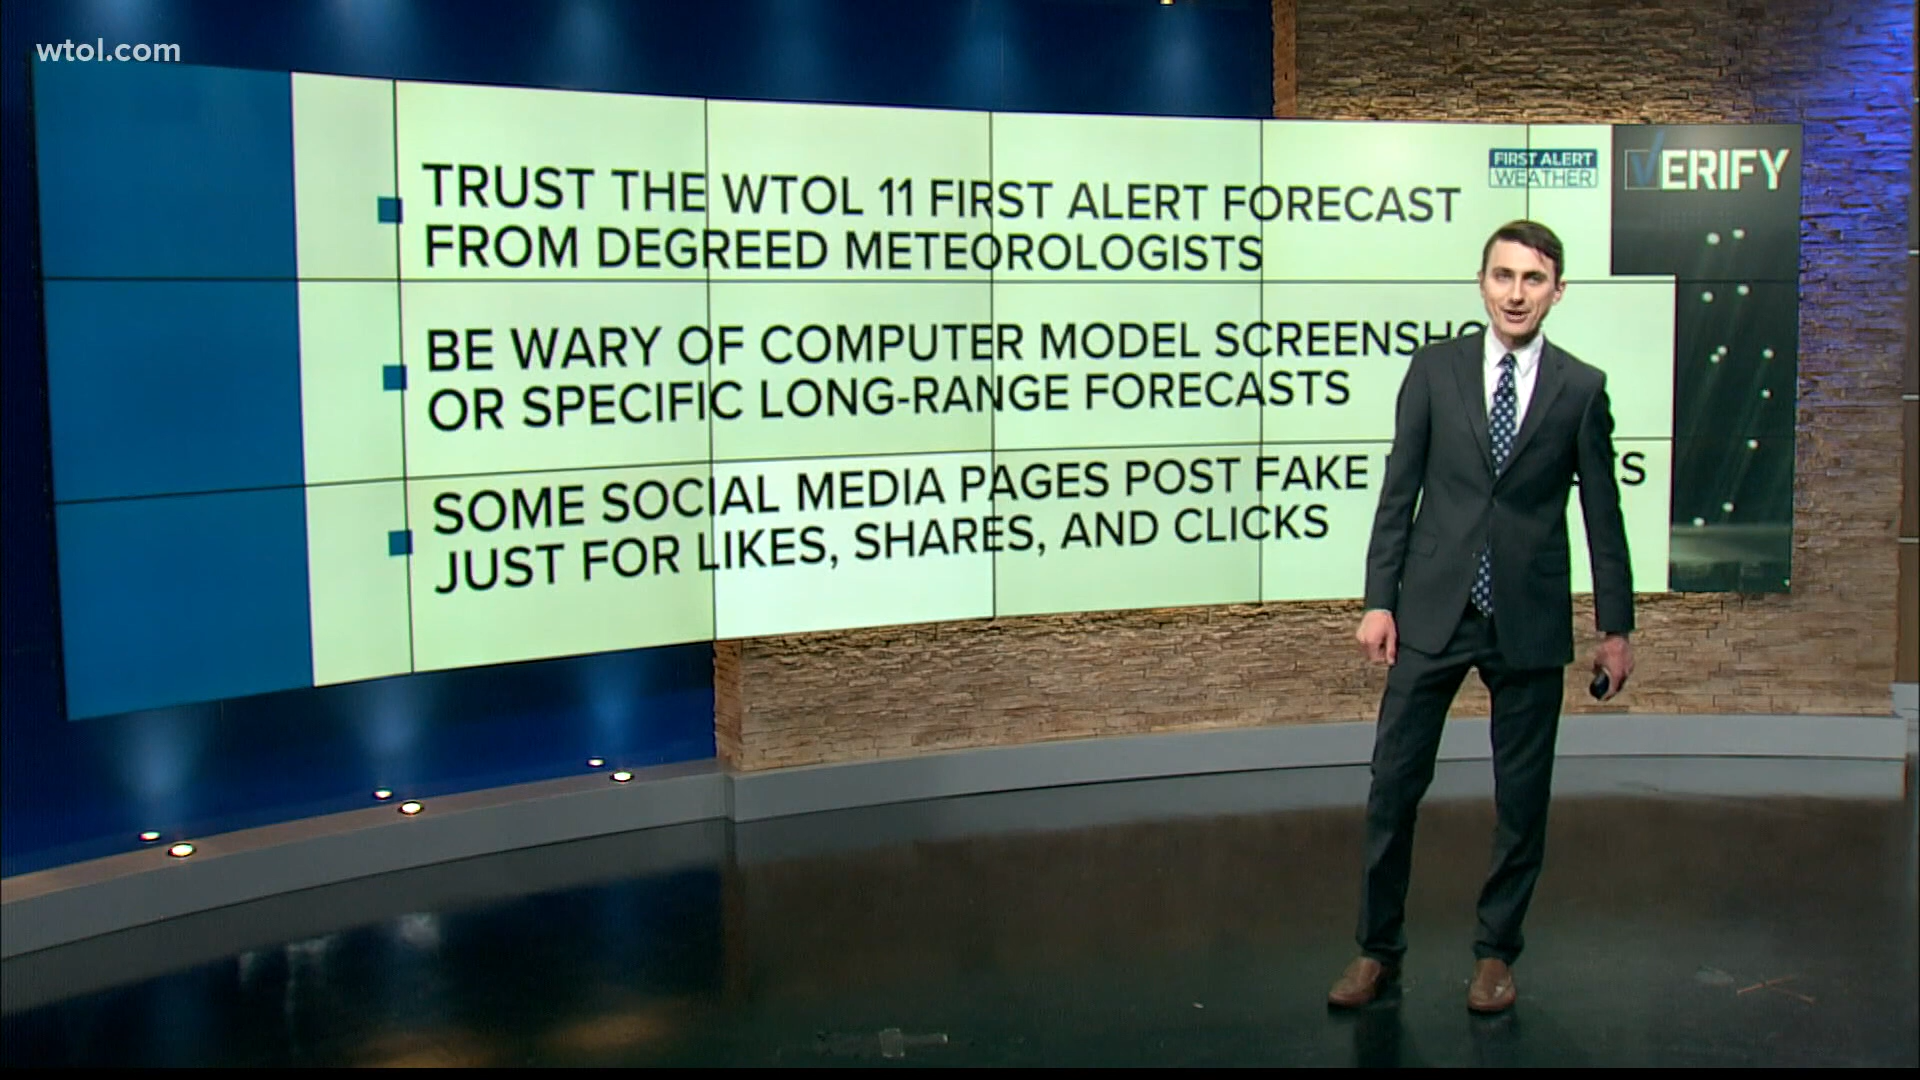 wtol.com
FIRST ALERT
WEATHER
VERIFY
TRUST THE WTOL 11 FIRST ALERT FORECAST
FROM DEGREED METEOROLOGISTS
BE WARY OF COMPUTER MODEL
OR SPECIFIC LONG-RANGE FORECASTS
SOME SOCIAL MEDIA PAGES POST FAKE
JUST FOR LIKES, SHARES, AND CLICKS